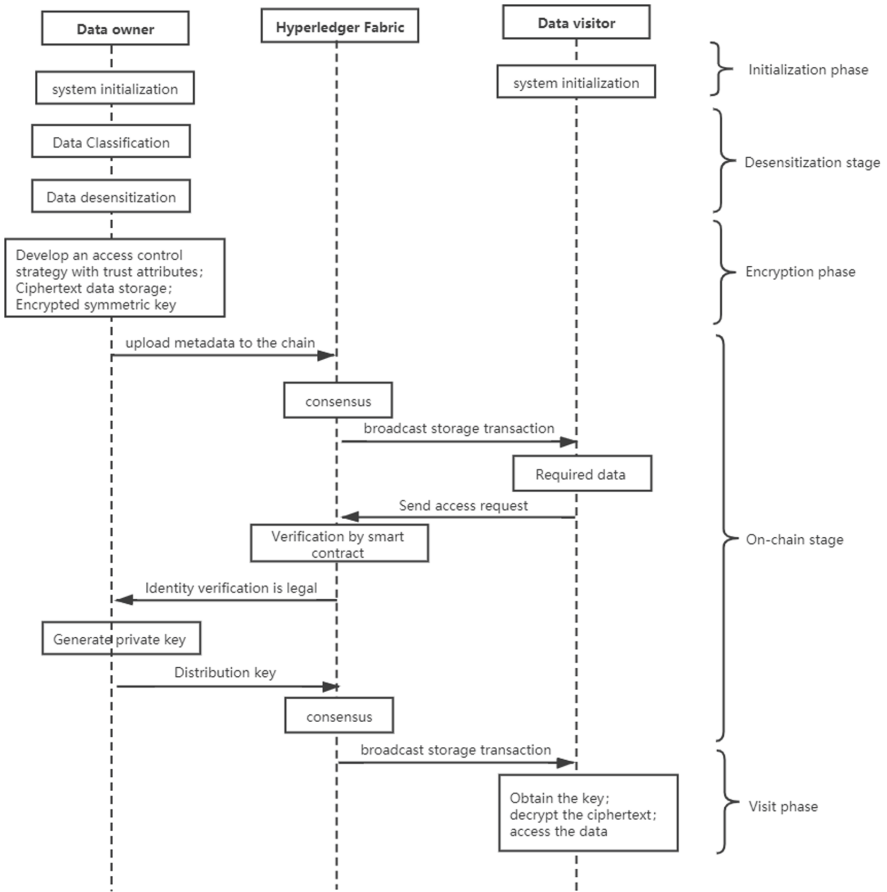 Data owner
Hyperledger Fabric
Data visitor
system initialization
system initialization
Initialization phase
Data Classification
Desensitization stage
Data desensitization
Develop an access control
strategy with trust attributes;
Ciphertext data storage;
Encrypted symmetric key
Encryption phase
upload metadata to the chain
consensus
broadcast storage transaction
Required data
Send access request
Verification by smart
contract
On-chain stage
Identity verification is legal
Generate private key
Distribution key
consensus
broadcast storage transaction
Obtain the key;
decrypt the ciphertext;
access the data
Visit phase